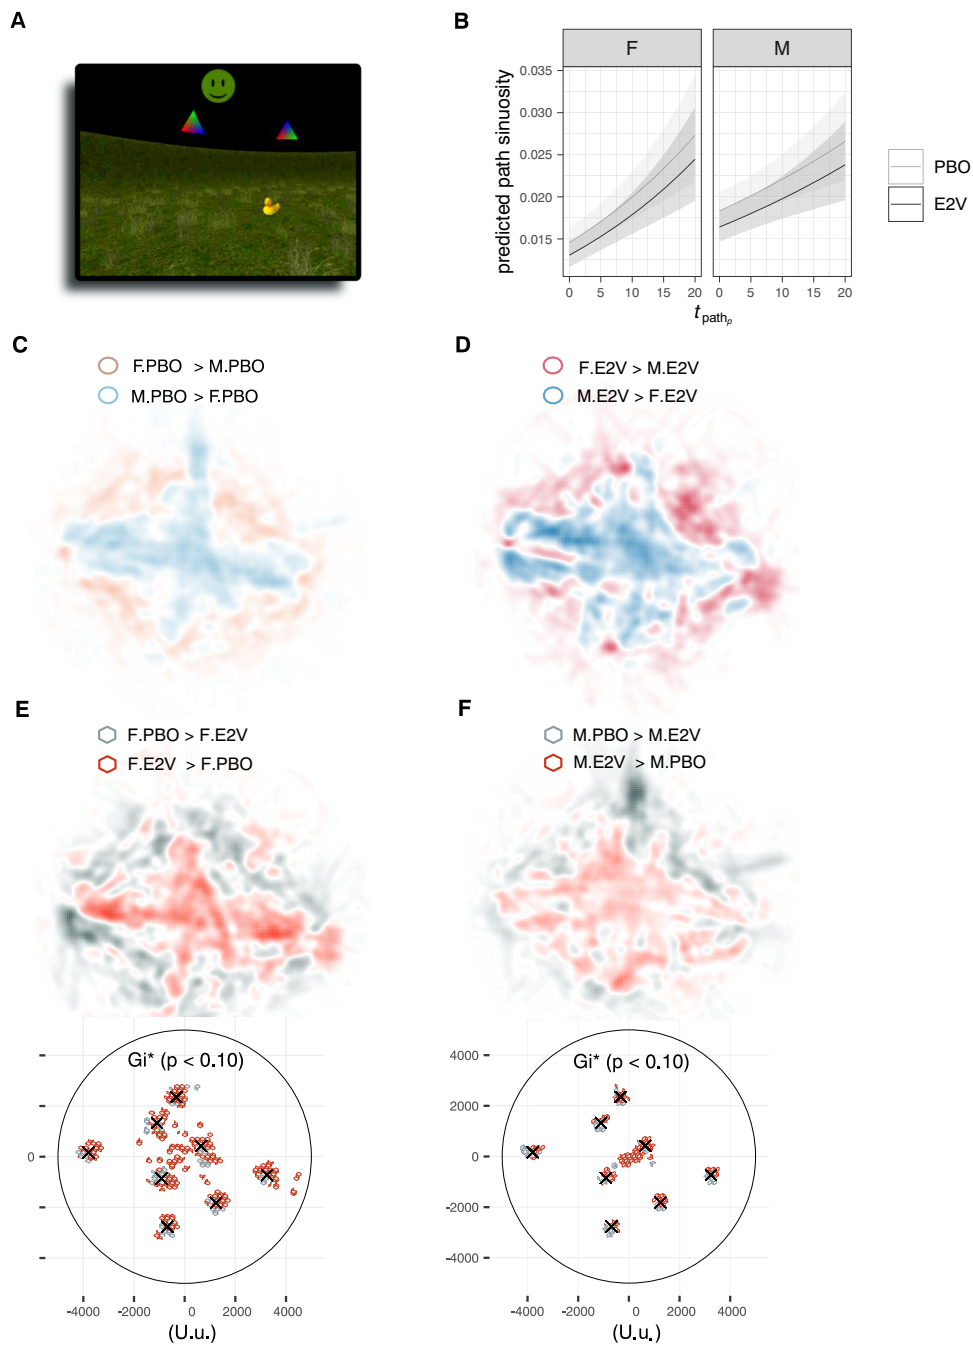 A
B
F
M
predicted path sinuosity
0.035
0.030
0.025
0.020
0.015
0 5 10 15 20
0 5 10 15 20
t path p
PBO
E2V
C
F.PBO > M.PBO
M.PBO > F.PBO
D
F.E2V > M.E2V
M.E2V > F.E2V
E
F.PBO > F.E2V
F.E2V > F.PBO
F
M.PBO > M.E2V
M.E2V > M.PBO
Gi* (p < 0.10)
0
-4000 -2000 0 2000 4000
(U.u.)
Gi* (p < 0.10)
4000
2000
0
-2000
-4000
-4000 -2000 0 2000 4000
(U.u.)